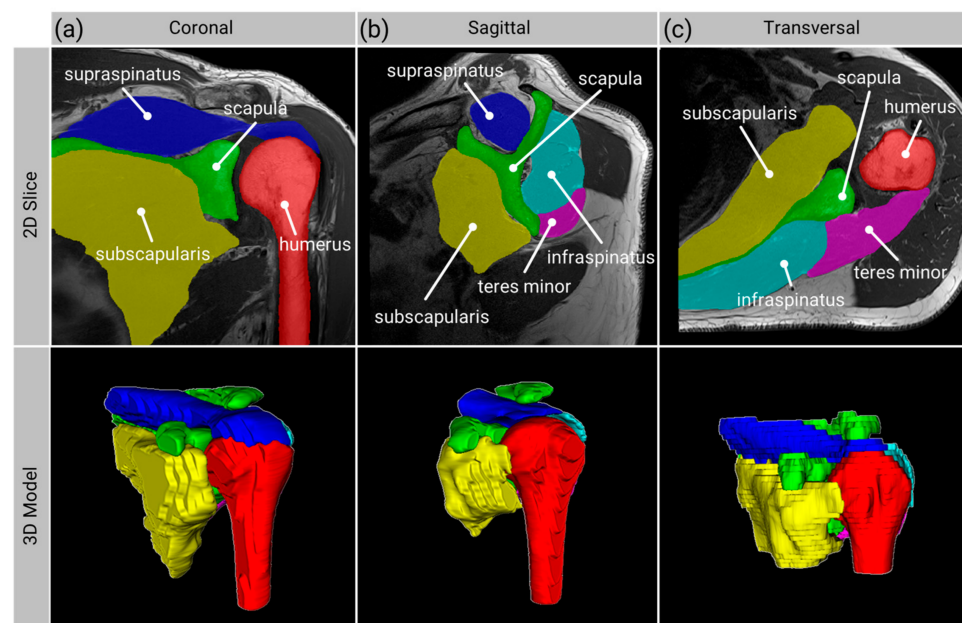 (a) Coronal
(b) Sagittal
(c) Transversal
2D Slice
supraspinatus
scapula
subscapularis
humerus
supraspinatus
scapula
infraspinatus
teres minor
subscapularis
scapula
humerus
subscapularis
teres minor
infraspinatus
3D Model